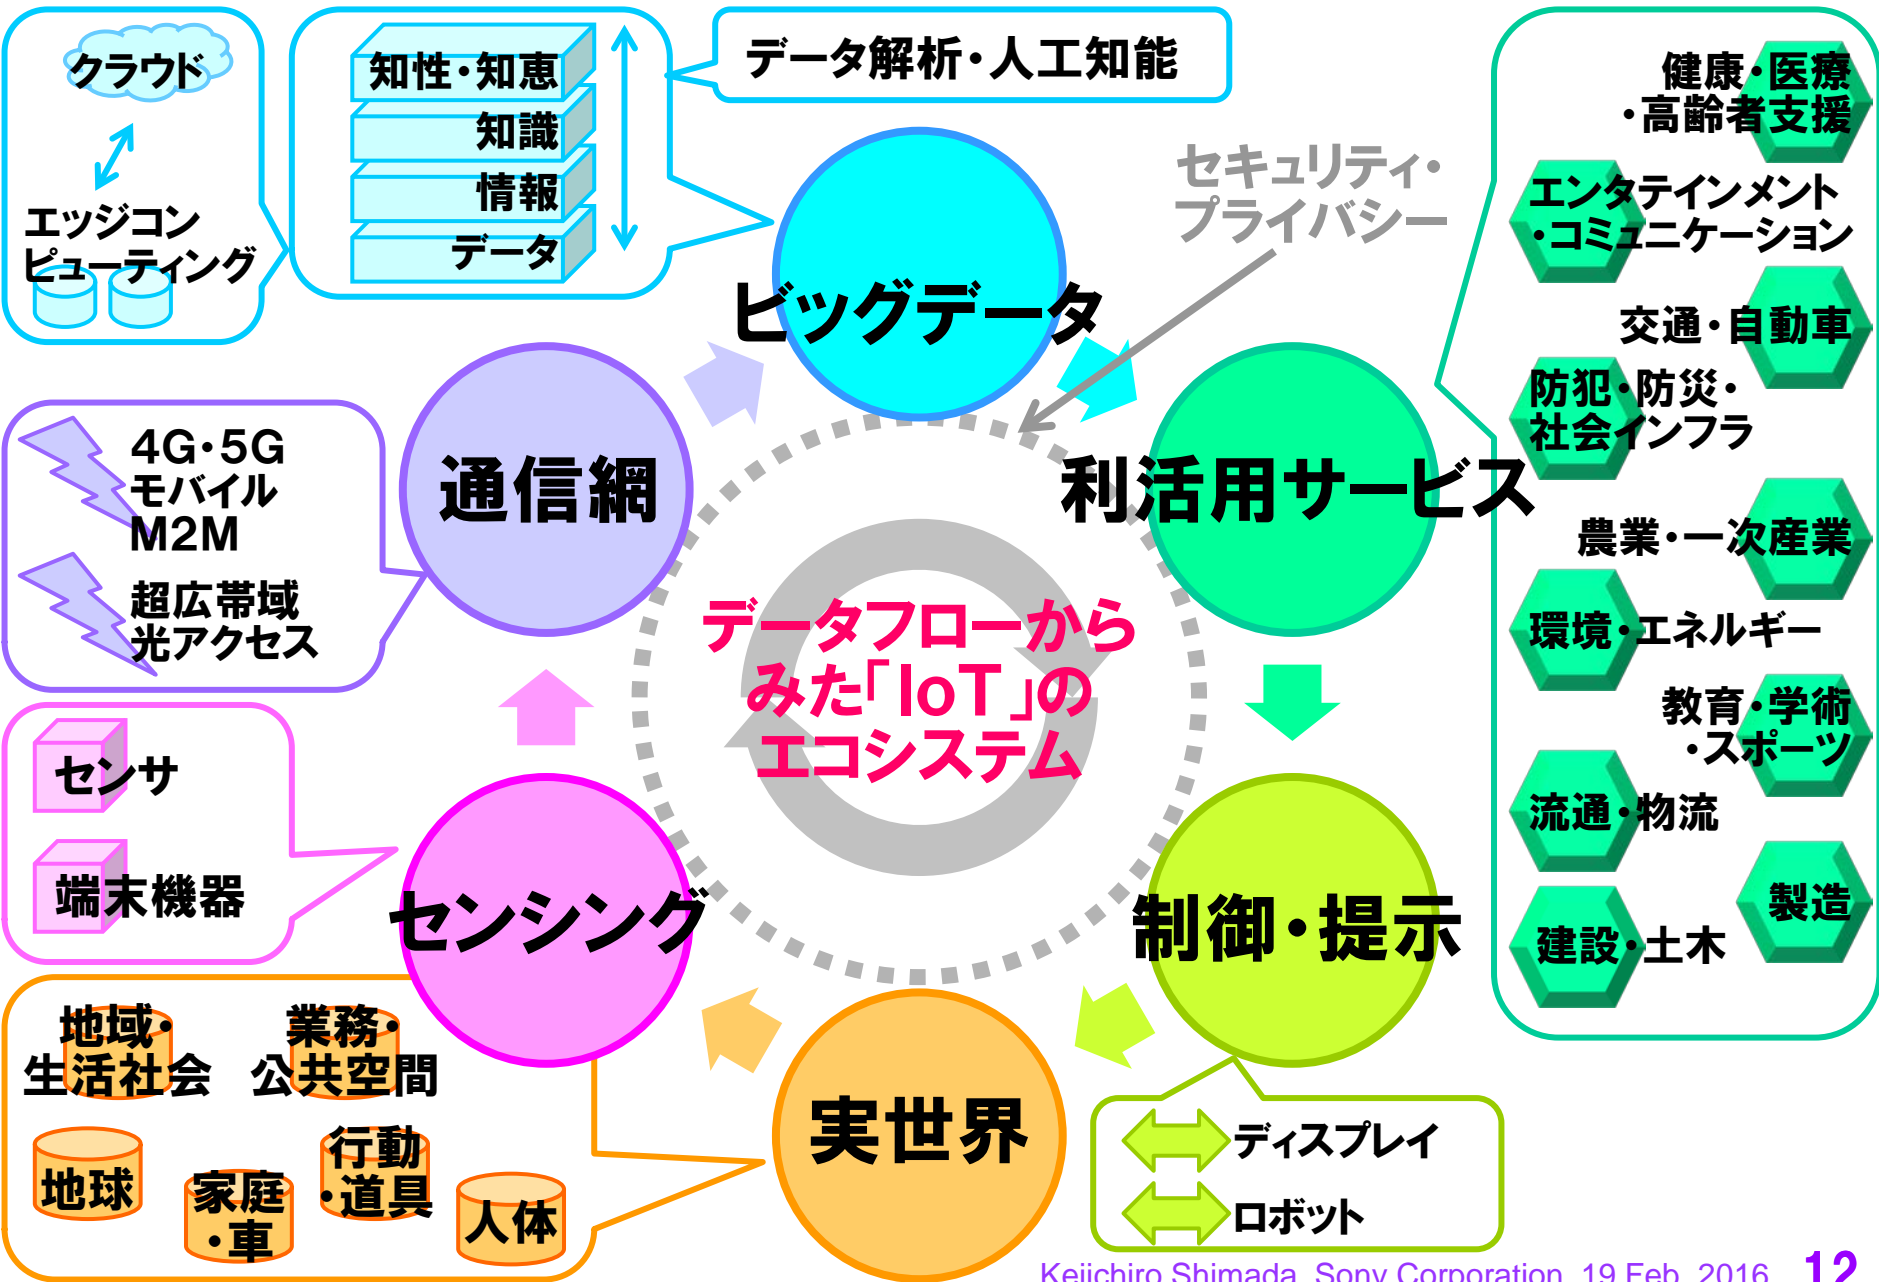 クラウド
エッジコン
ピューティング
知性・知恵
知識
情報
データ
データ解析・人工知能
セキュリティ・
プライバシー
ビッグデータ
健康・医療
・高齢者支援
エンタテインメント
・コミュニケーション
交通・自動車
防犯・防災・
社会インフラ
農業・一次産業
環境・エネルギー
教育・学術
・スポーツ
流通・物流
製造
建設・土木
4G・5G
モバイル
M2M
超広帯域
光アクセス
通信網
利活用サービス
データフローから
みた「IoT」の
エコシステム
センサ
端末機器
センシング
制御・提示
地域・
生活社会
業務・
公共空間
地球
家庭
・車
行動
・道具
人体
実世界
ディスプレイ
ロボット
Keiichiro Shimada, Sony Corporation, 19 Feb, 2016
12